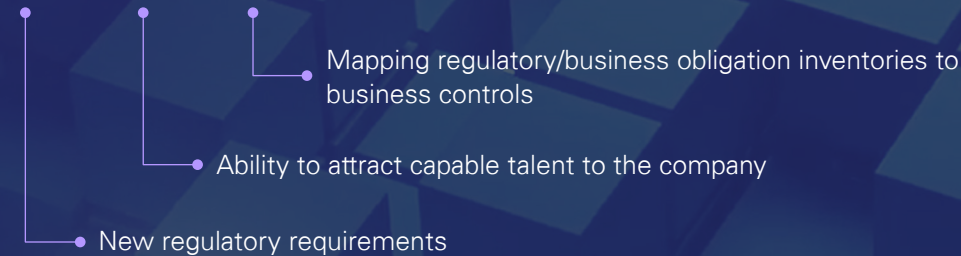 Mapping regulatory/business obligation inventories to
business controls
Ability to attract capable talent to the company
New regulatory requirements